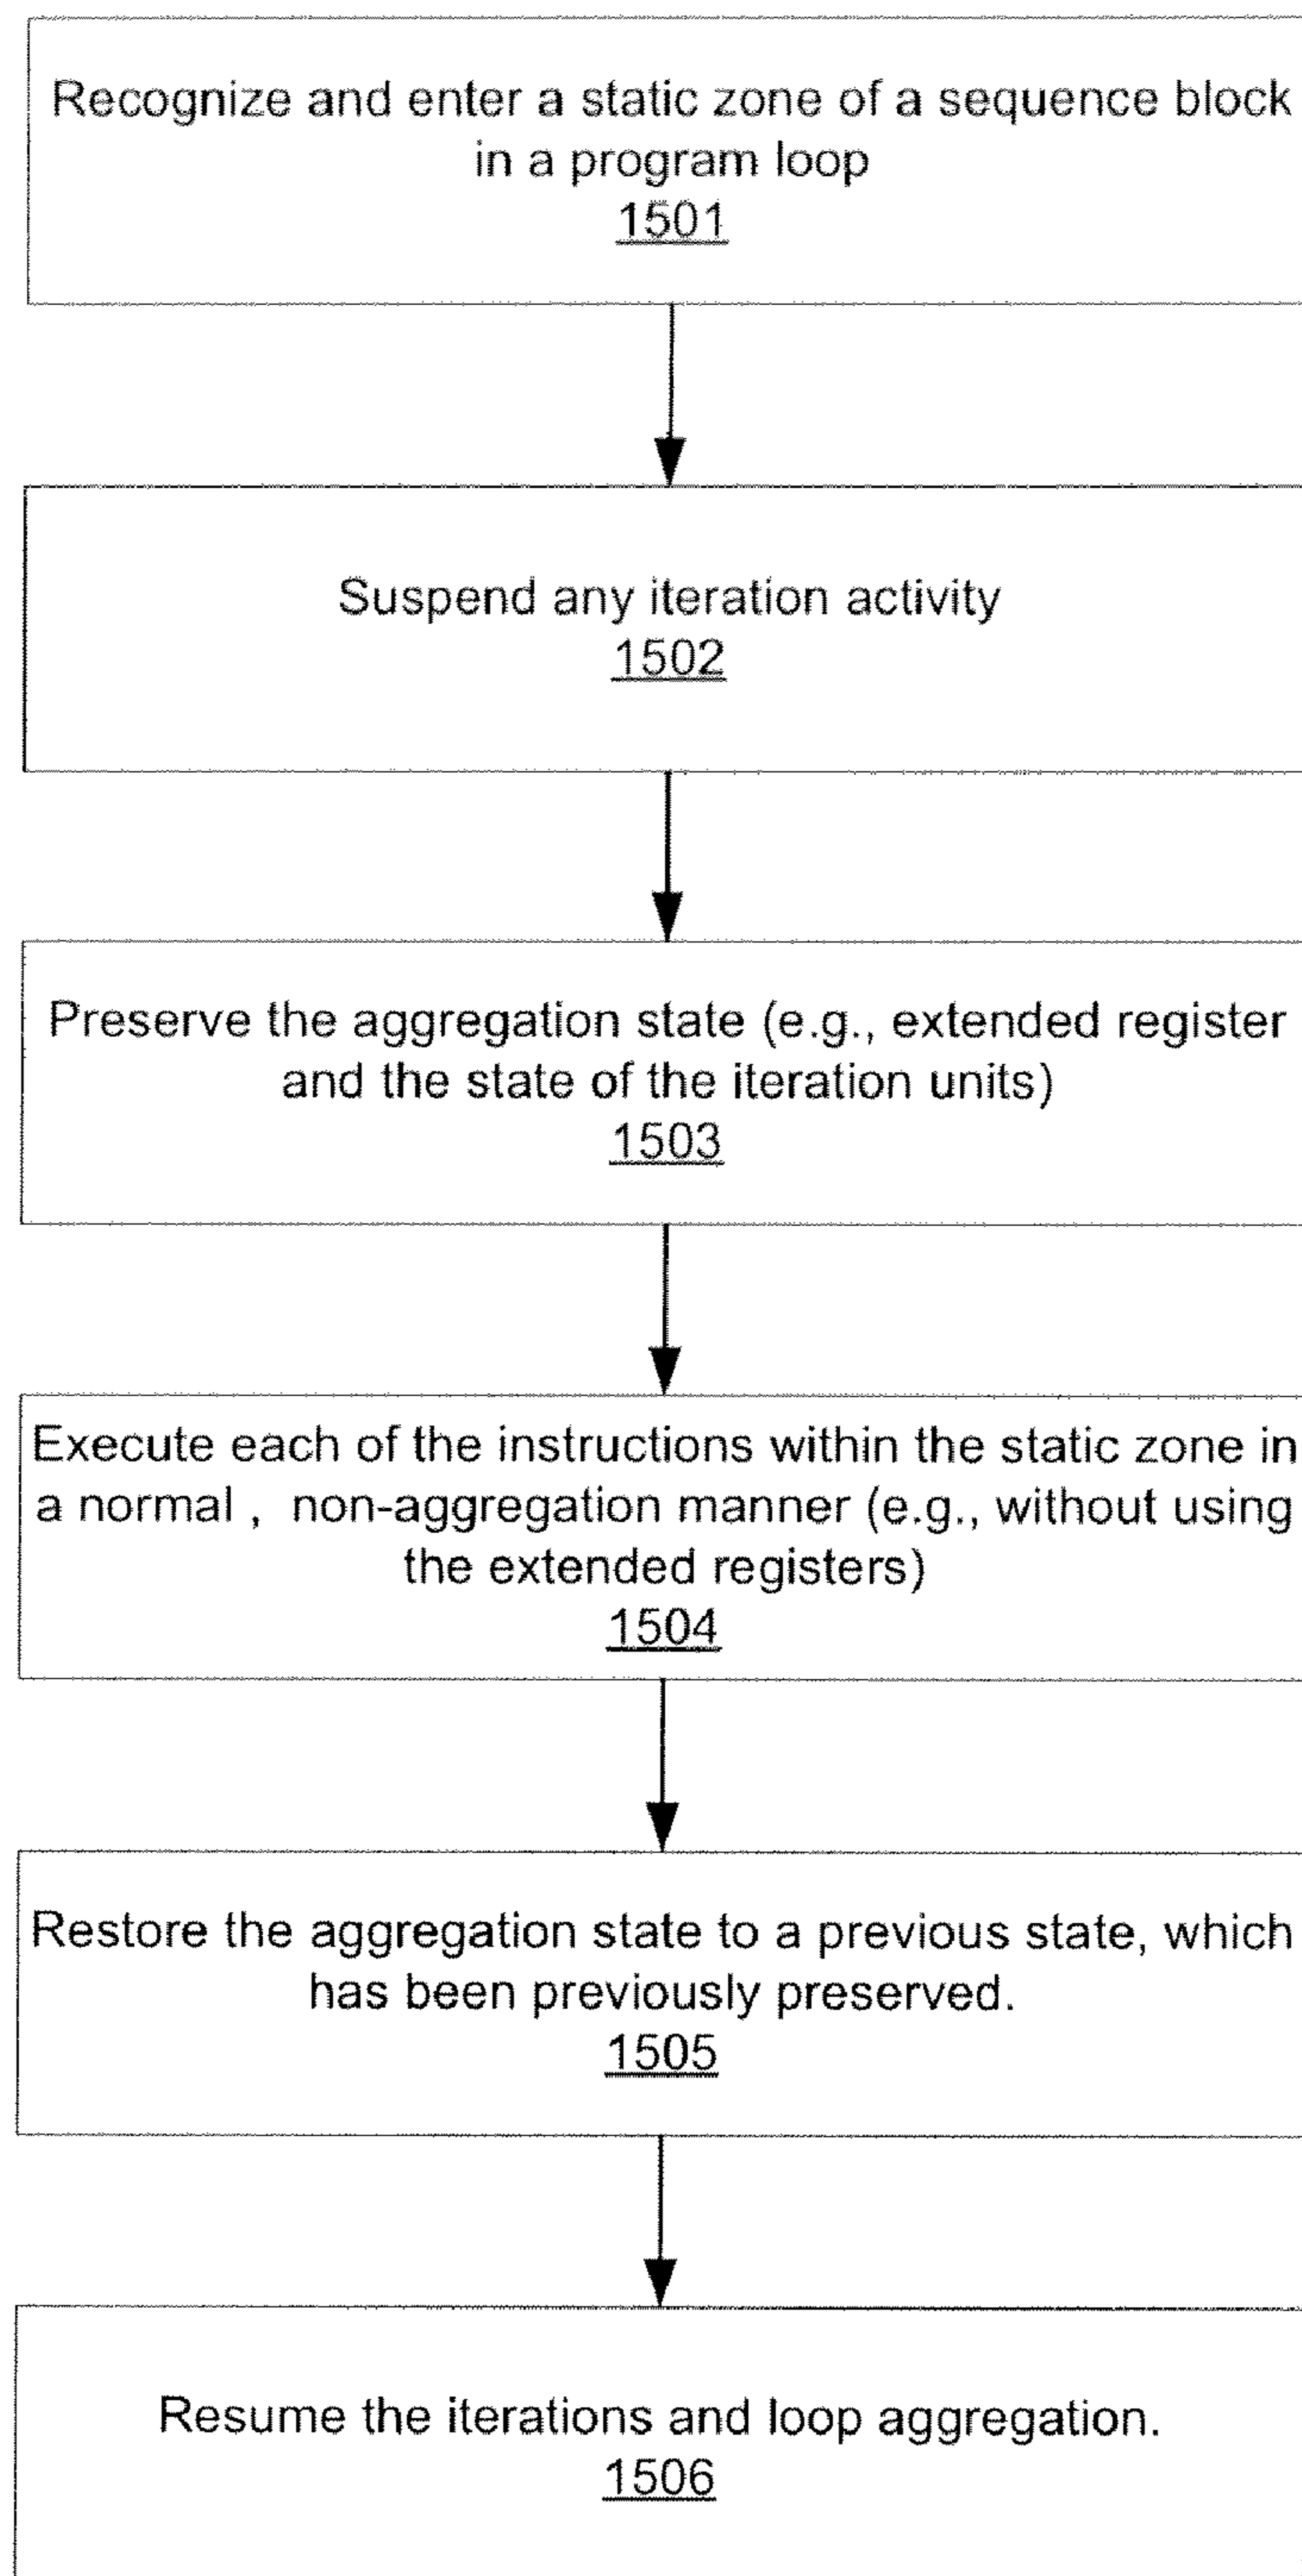 Recognize and enter a static zone of a sequence block
in a program loop
1501
Suspend any iteration activity
1502
Preserve the aggregation state (e.g., extended register
and the state of the iteration units)
1503
Execute each of the instructions within the static zone in
a normal , non-aggregation manner (e.g., without using
the extended registers)
1504
Restore the aggregation state to a previous state, which
has been previously preserved.
1505
Resume the iterations and loop aggregation.
1506